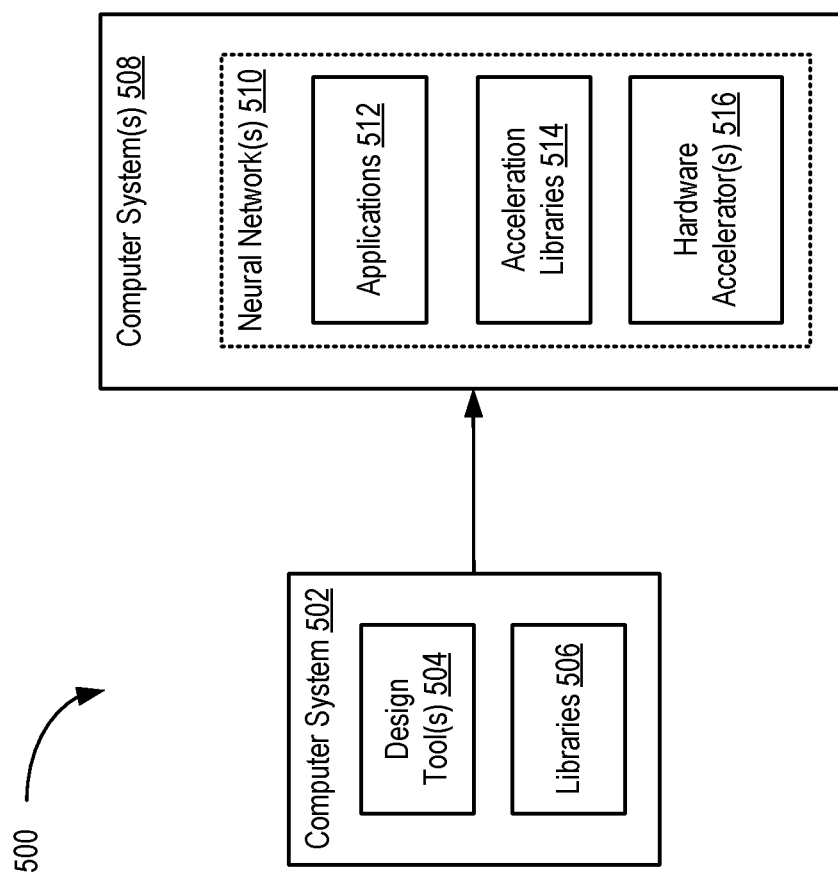 500
Computer System 502
Design
Tool(s) 504
Libraries 506
Computer System(s) 508
Neural Network(s) 510
Applications 512
Acceleration
Libraries 514
Hardware
Accelerator(s) 516